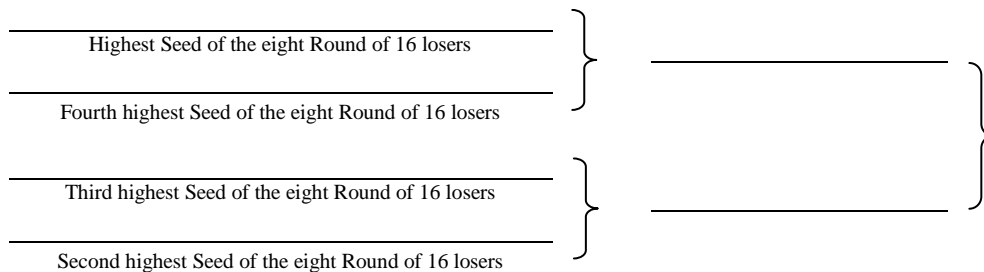 Highest Seed of the eight Round of 16 losers
Fourth highest Seed of the eight Round of 16 losers
Third highest Seed of the eight Round of 16 losers
Second highest Seed of the eight Round of 16 losers